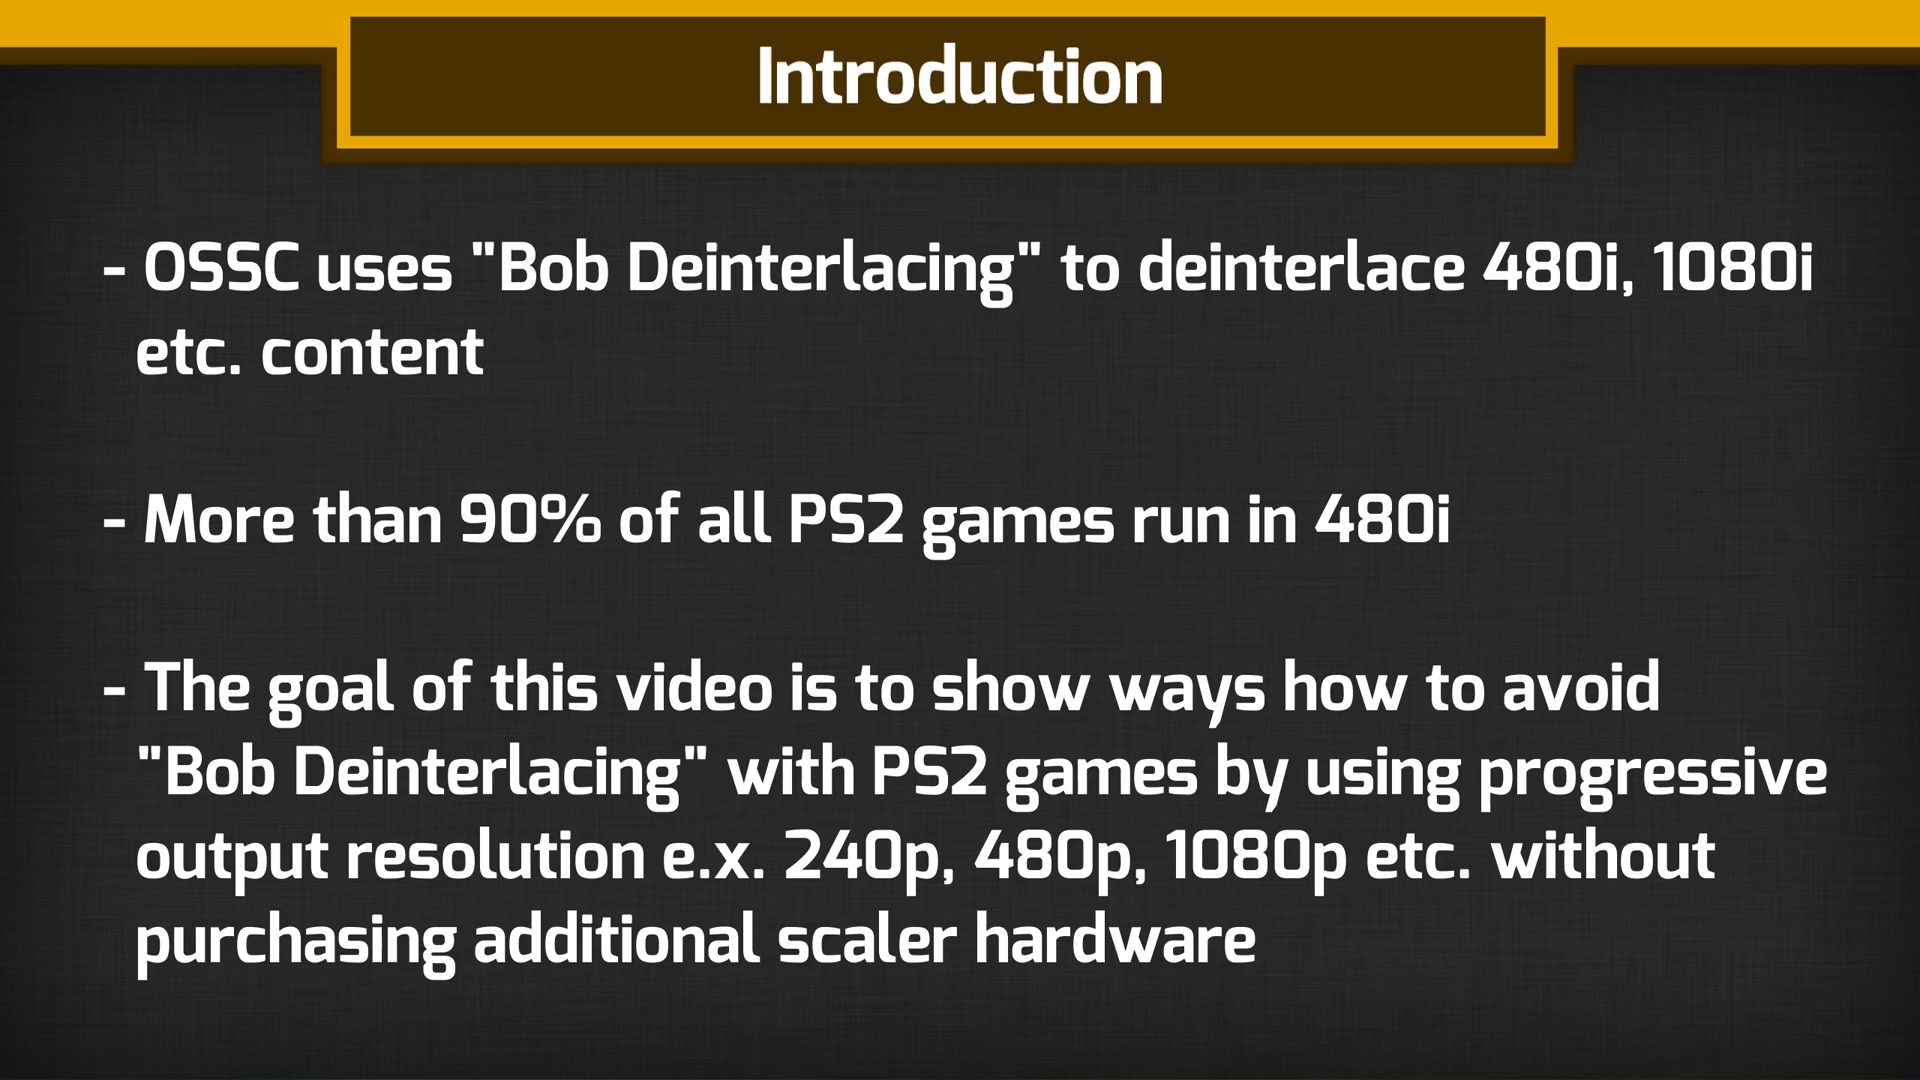 Introduction
- OSSC uses "Bob Deinterlacing" to deinterlace 480i, 1080i
etc. content
- More than 90% of all PS2 games run in 480i
- The goal of this video is to show ways how to avoid
"Bob Deinterlacing" with PS2 games by using progressive
output resolution e.x. 240p, 480p, 1080p etc. without
purchasing additional scaler hardware